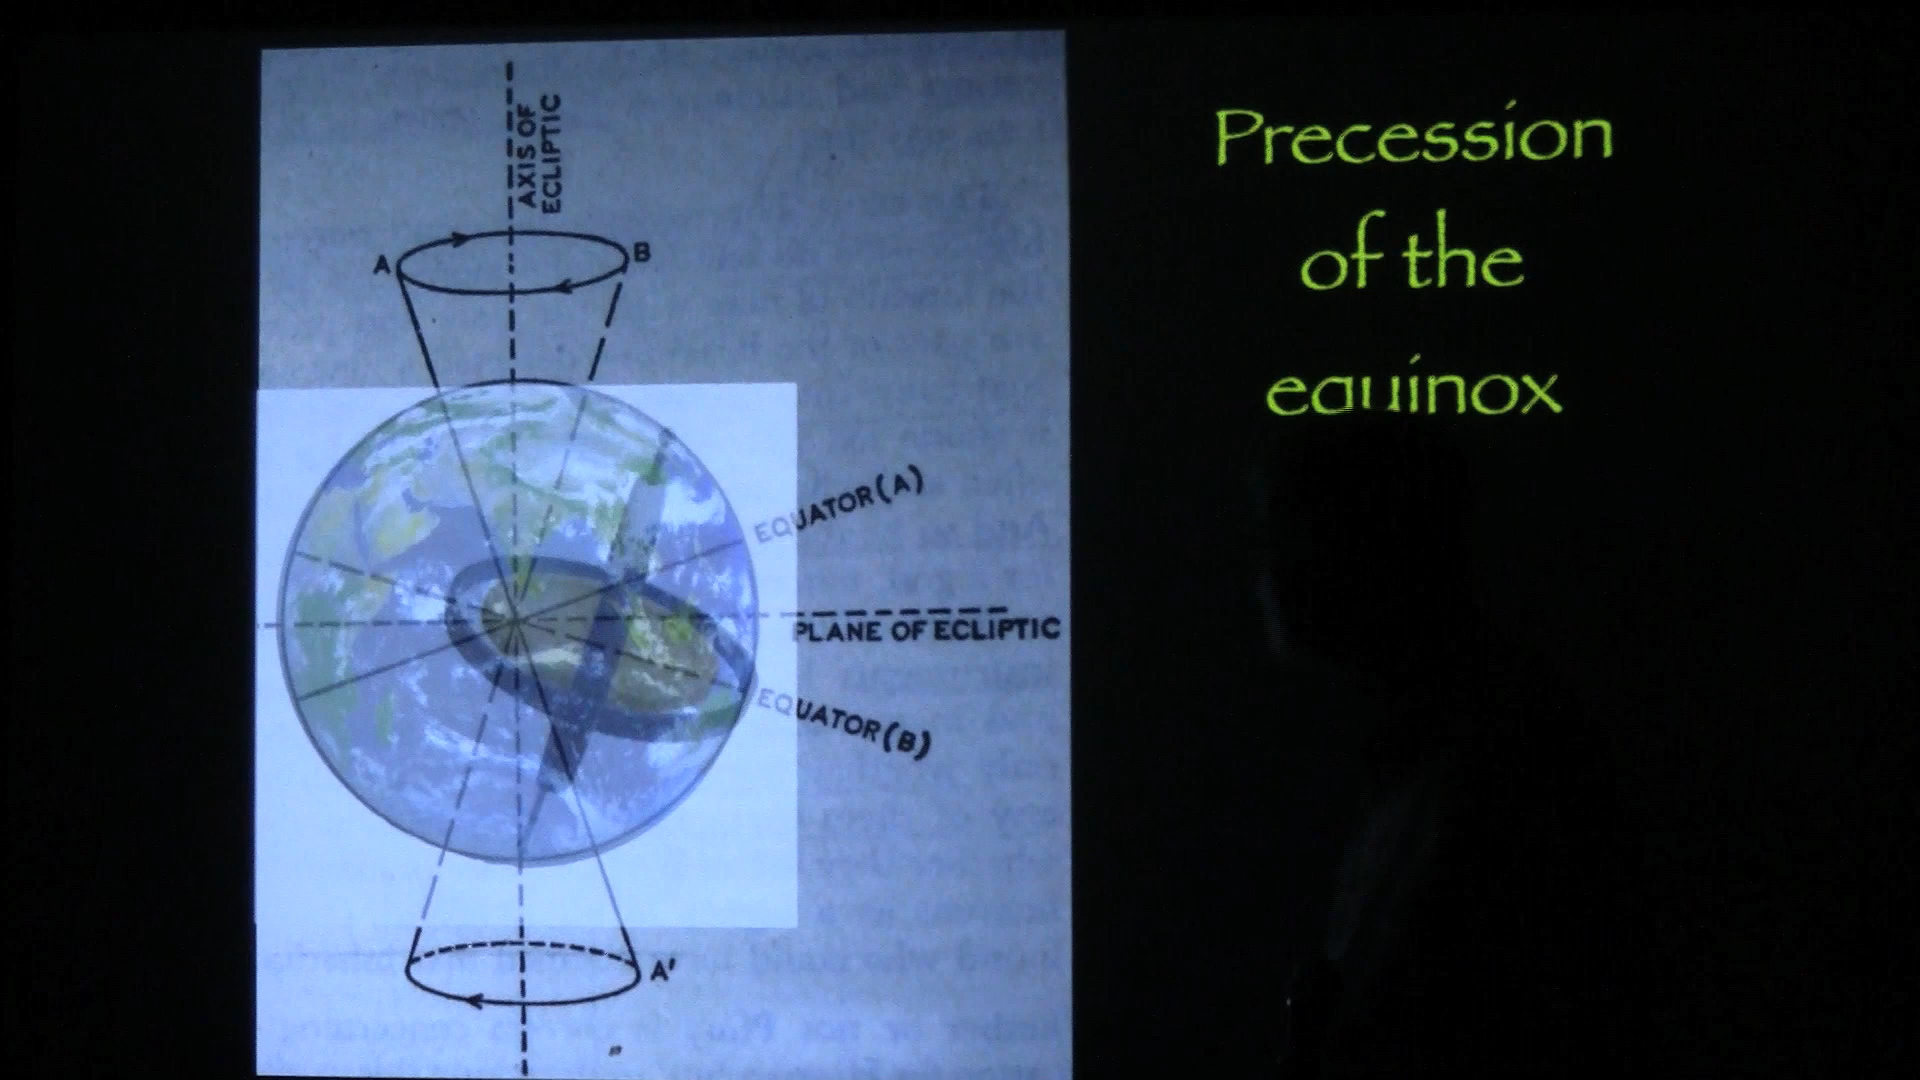 AXIS OF
ECLIPTIC
A
B
EQUATOR(A)
PLANE OF ECLIPTIC
EQUATOR(B)
A'
Precession
of the
equinox